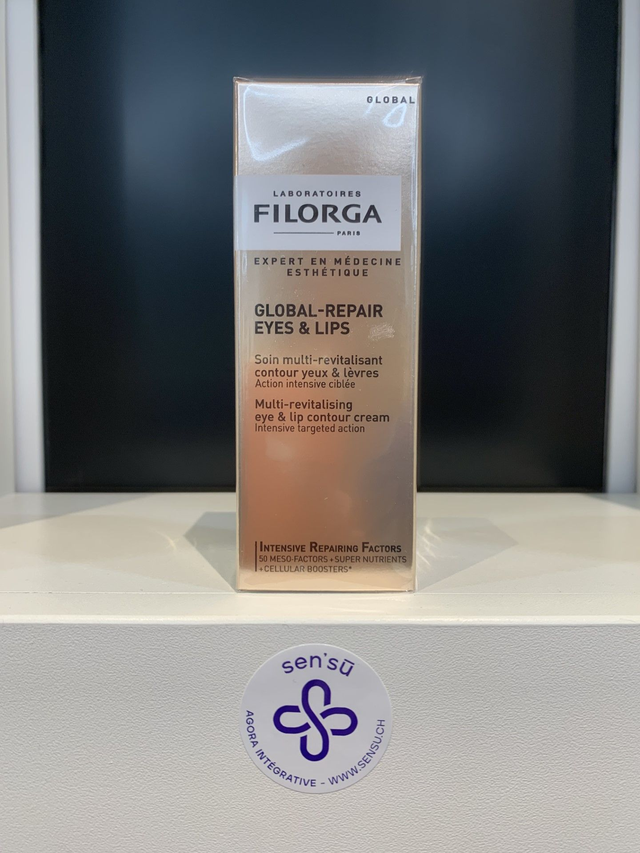 GLOBAL
LABORATOIRES
FILORGA
PARIS
EXPERT EN MÉDECINE
ESTHÉTIQUE
GLOBAL-REPAIR
EYES & LIPS
Soin multi-revitalisant
contour yeux & lèvres
Action intensive ciblée
Multi-revitalising
eye & lip contour cream
Intensive targeted action
INTENSIVE REPAIRING FACTORS
50 MESO-FACTORS + SUPER NUTRIENTS
+ CELLULAR BOOSTERS*
sen'sū
AGORA INTÉGRATIVE - WWW.SENSU.CH